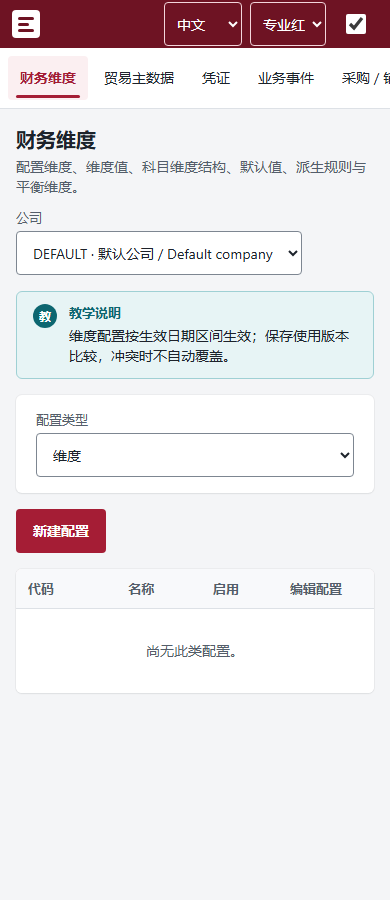 中文 专业红
财务维度 贸易主数据 凭证 业务事件 采购 /
财务维度
配置维度、维度值、科目维度结构、默认值、派生规则与
平衡维度。
公司
DEFAULT · 默认公司 / Default company
教 教学说明
维度配置按生效日期区间生效；保存使用版本
比较，冲突时不自动覆盖。
配置类型
维度
新建配置
代码 名称 启用 编辑配置
尚无此类配置。